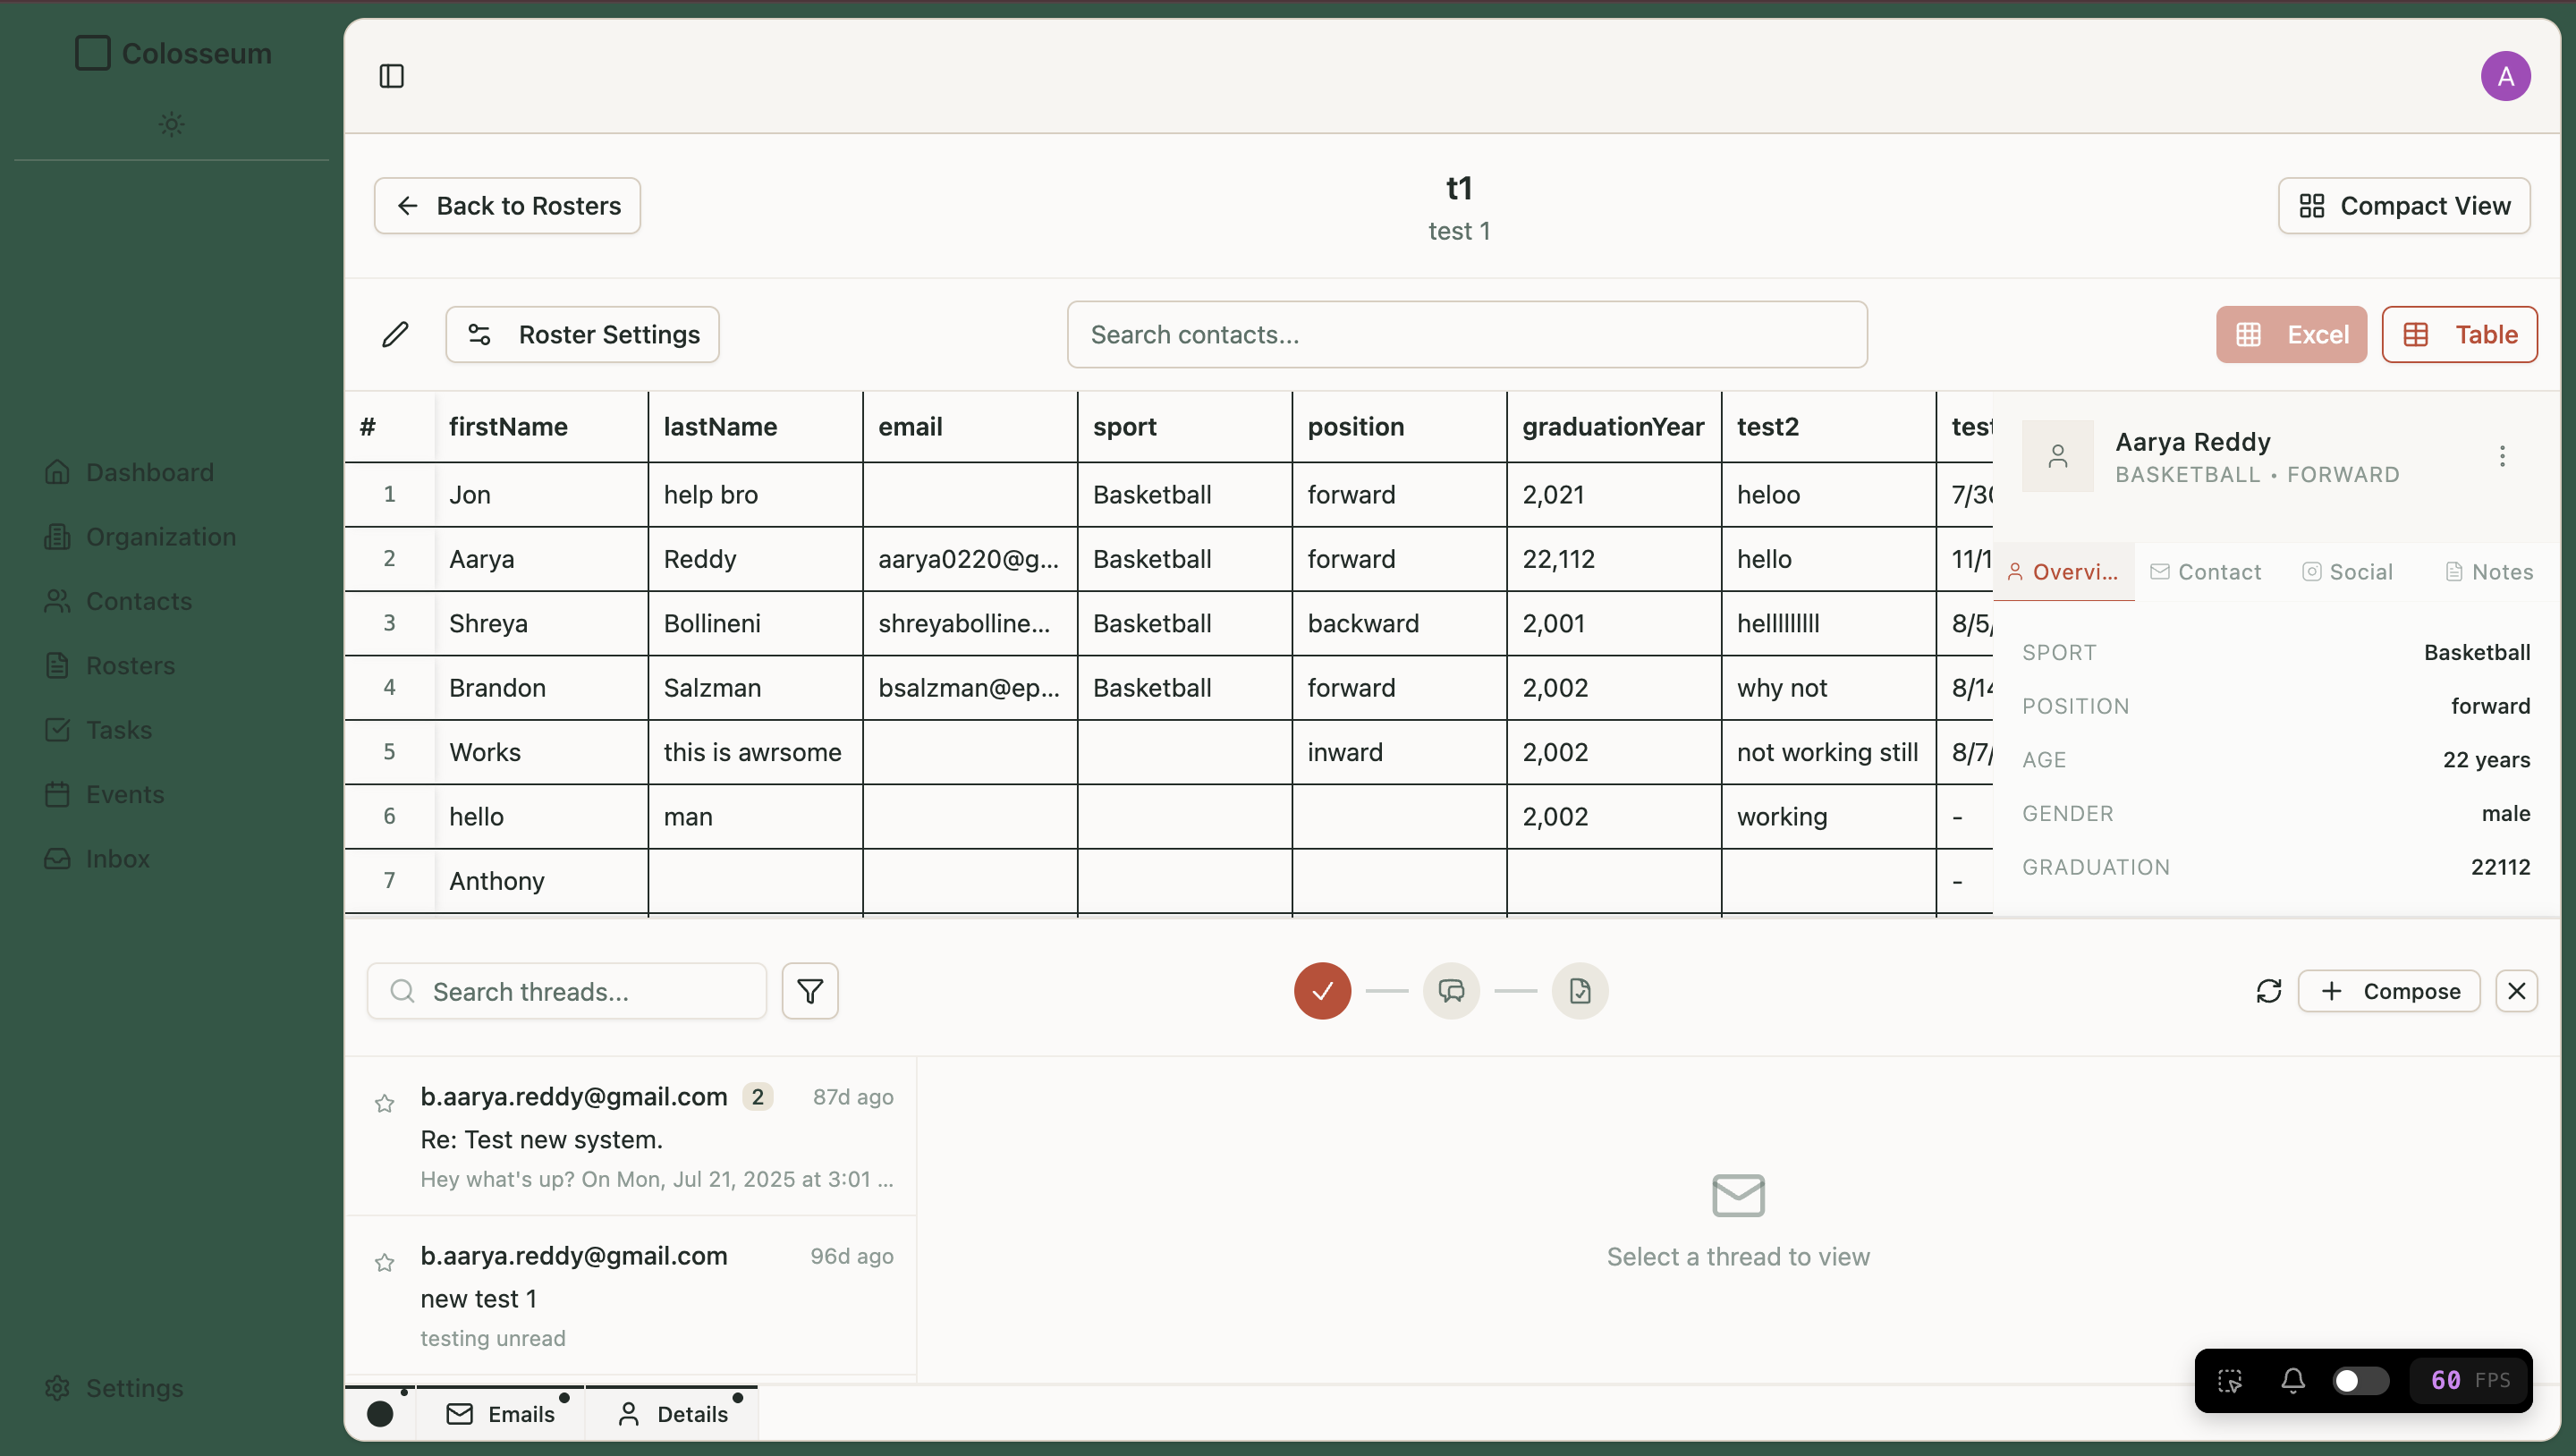 Colosseum
A
Back to Rosters
t1
test 1
Compact View
Roster Settings
Search contacts...
Excel
Table
Dashboard
Organization
Contacts
Rosters
Tasks
Events
Inbox
Settings
# firstName lastName email sport position graduationYear test2 test
1 Jon help bro Basketball forward 2,021 heloo 7/30
2 Aarya Reddy aarya0220@g... Basketball forward 22,112 hello 11/1
3 Shreya Bollineni shreyabolline... Basketball backward 2,001 helllllllll 8/5/
4 Brandon Salzman bsalzman@ep... Basketball forward 2,002 why not 8/14
5 Works this is awrsome inward 2,002 not working still 8/7/
6 hello man 2,002 working -
7 Anthony -
Aarya Reddy
BASKETBALL • FORWARD
Overvi... Contact Social Notes
SPORT Basketball
POSITION forward
AGE 22 years
GENDER male
GRADUATION 22112
Search threads...
Compose
b.aarya.reddy@gmail.com 2 87d ago
Re: Test new system.
Hey what's up? On Mon, Jul 21, 2025 at 3:01 ...
b.aarya.reddy@gmail.com 96d ago
new test 1
testing unread
Select a thread to view
Emails
Details
60 FPS